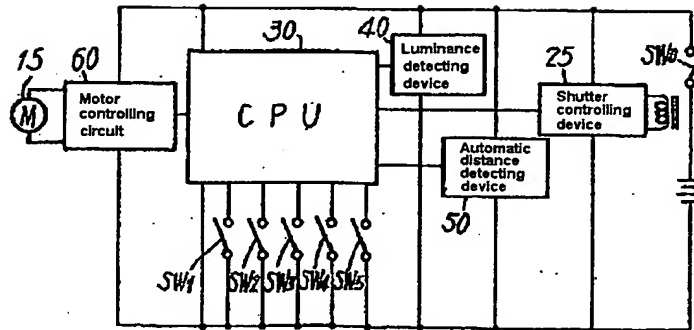 30
40
Luminance
detecting
device
15
60
25
SW0
M
Motor
controlling
circuit
CPU
Shutter
controlling
device
Automatic
distance
detecting
device
50
SW1
SW2
SW3
SW4
SW5